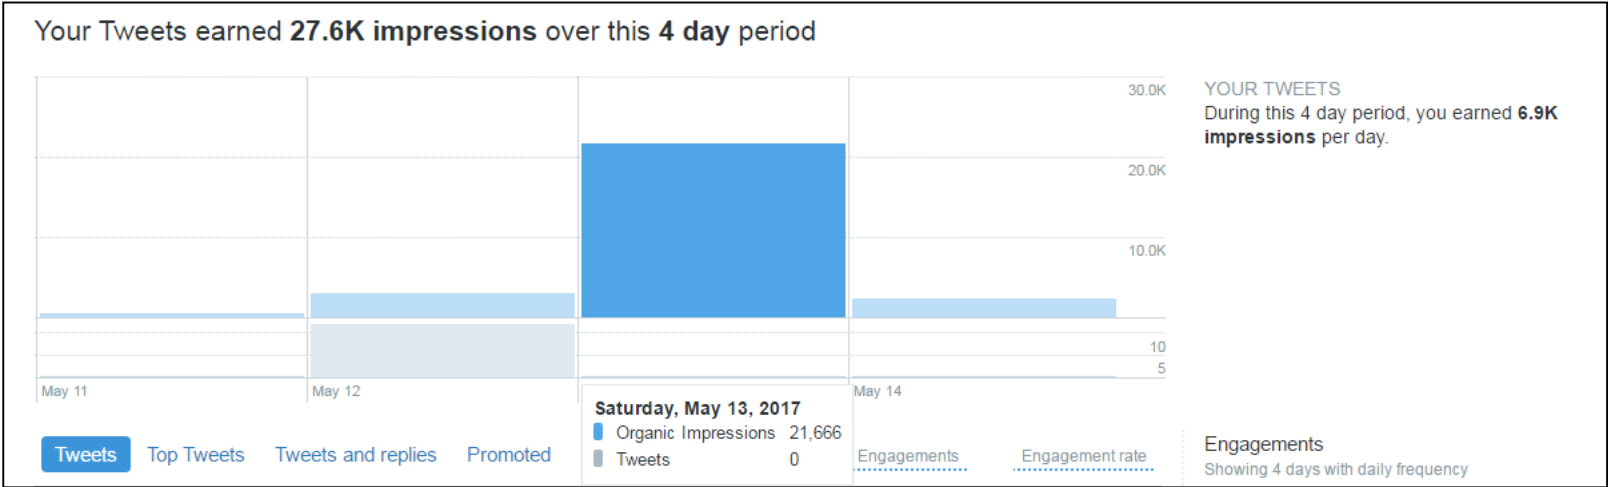 Your Tweets earned 27.6K impressions over this 4 day period
30.0K
20.0K
10.0K
10
5
May 11
May 12
May 14
YOUR TWEETS
During this 4 day period, you earned 6.9K
impressions per day.
Saturday, May 13, 2017
Organic Impressions 21,666
Tweets 0
Tweets Top Tweets Tweets and replies Promoted
Engagements Engagement rate
Engagements
Showing 4 days with daily frequency